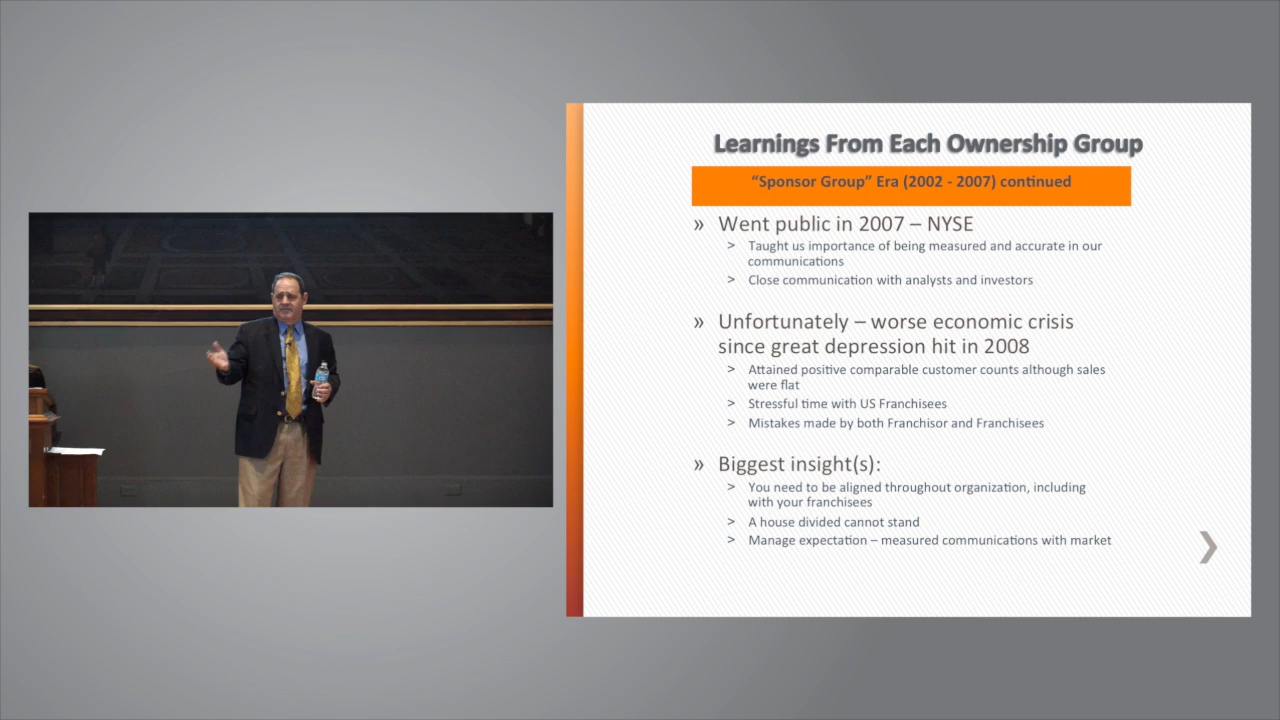 Learnings From Each Ownership Group
“Sponsor Group” Era (2002 - 2007) continued
» Went public in 2007 – NYSE
> Taught us importance of being measured and accurate in our
communications
> Close communication with analysts and investors
» Unfortunately – worse economic crisis
since great depression hit in 2008
> Attained positive comparable customer counts although sales
were flat
> Stressful time with US Franchisees
> Mistakes made by both Franchisor and Franchisees
» Biggest insight(s):
> You need to be aligned throughout organization, including
with your franchisees
> A house divided cannot stand
> Manage expectation – measured communications with market